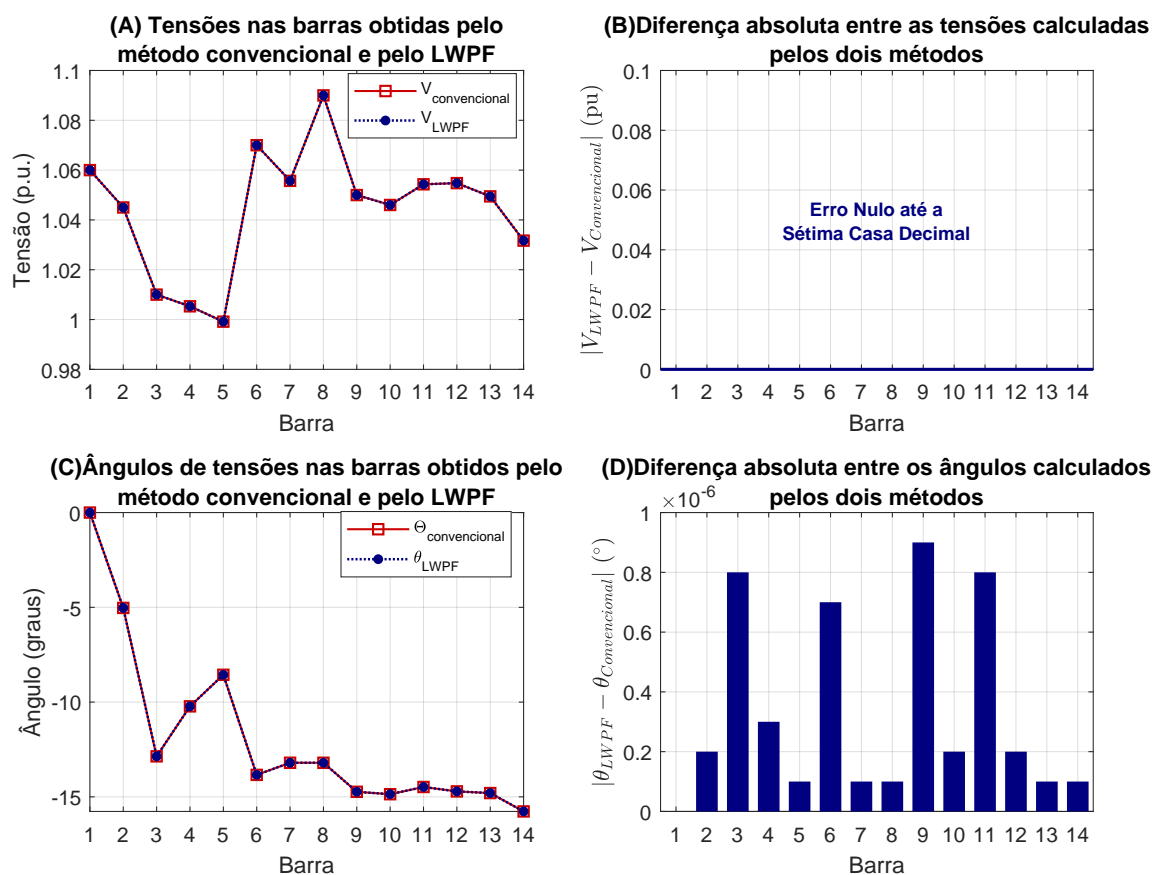 (A) Tensões nas barras obtidas pelo
método convencional e pelo LWPF
1.1
1.08
1.06
1.04
1.02
1
0.98
Tensão (p.u.)
V_convencional
V_LWPF
1 2 3 4 5 6 7 8 9 10 11 12 13 14
Barra
(B)Diferença absoluta entre as tensões calculadas
pelos dois métodos
0.1
0.08
0.06
0.04
0.02
0
|V_{LWPF} − V_{Convencional}| (pu)
Erro Nulo até a
Sétima Casa Decimal
1 2 3 4 5 6 7 8 9 10 11 12 13 14
Barra
(C)Ângulos de tensões nas barras obtidos pelo
método convencional e pelo LWPF
0
-5
-10
-15
Ângulo (graus)
Θ_convencional
θ_LWPF
1 2 3 4 5 6 7 8 9 10 11 12 13 14
Barra
(D)Diferença absoluta entre os ângulos calculados
pelos dois métodos
×10^-6
1
0.8
0.6
0.4
0.2
0
|θ_{LWPF} − θ_{Convencional}| (°)
1 2 3 4 5 6 7 8 9 10 11 12 13 14
Barra